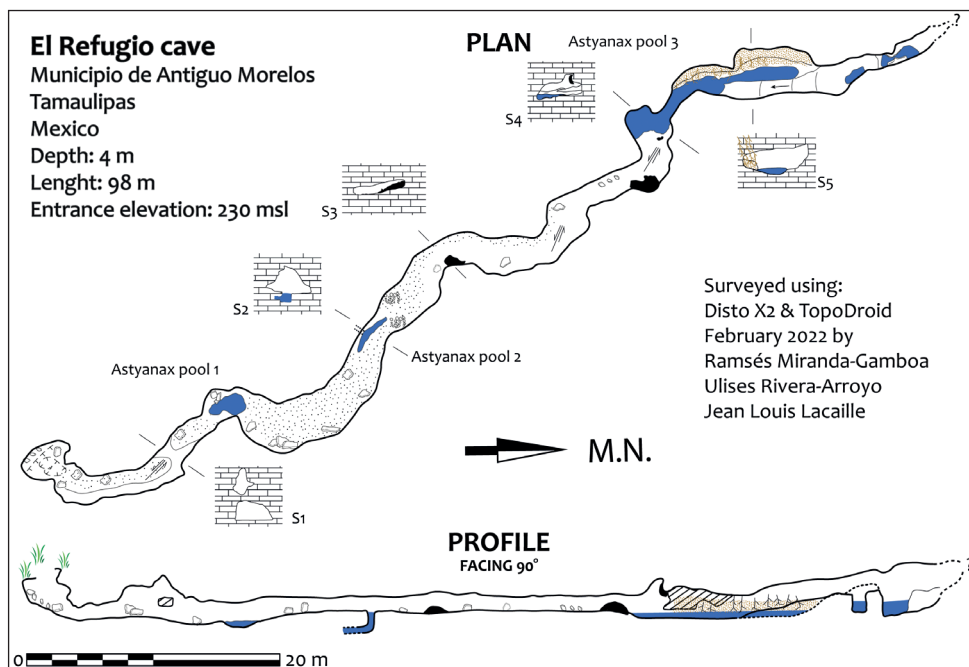 El Refugio cave
Municipio de Antiguo Morelos
Tamaulipas
Mexico
Depth: 4 m
Lenght: 98 m
Entrance elevation: 230 msl
PLAN
Astyanax pool 3
?
S4
S5
S3
S2
Astyanax pool 2
Astyanax pool 1
S1
Surveyed using:
Disto X2 & TopoDroid
February 2022 by
Ramsés Miranda-Gamboa
Ulises Rivera-Arroyo
Jean Louis Lacaille
M.N.
PROFILE
FACING 90°
?
0 20 m